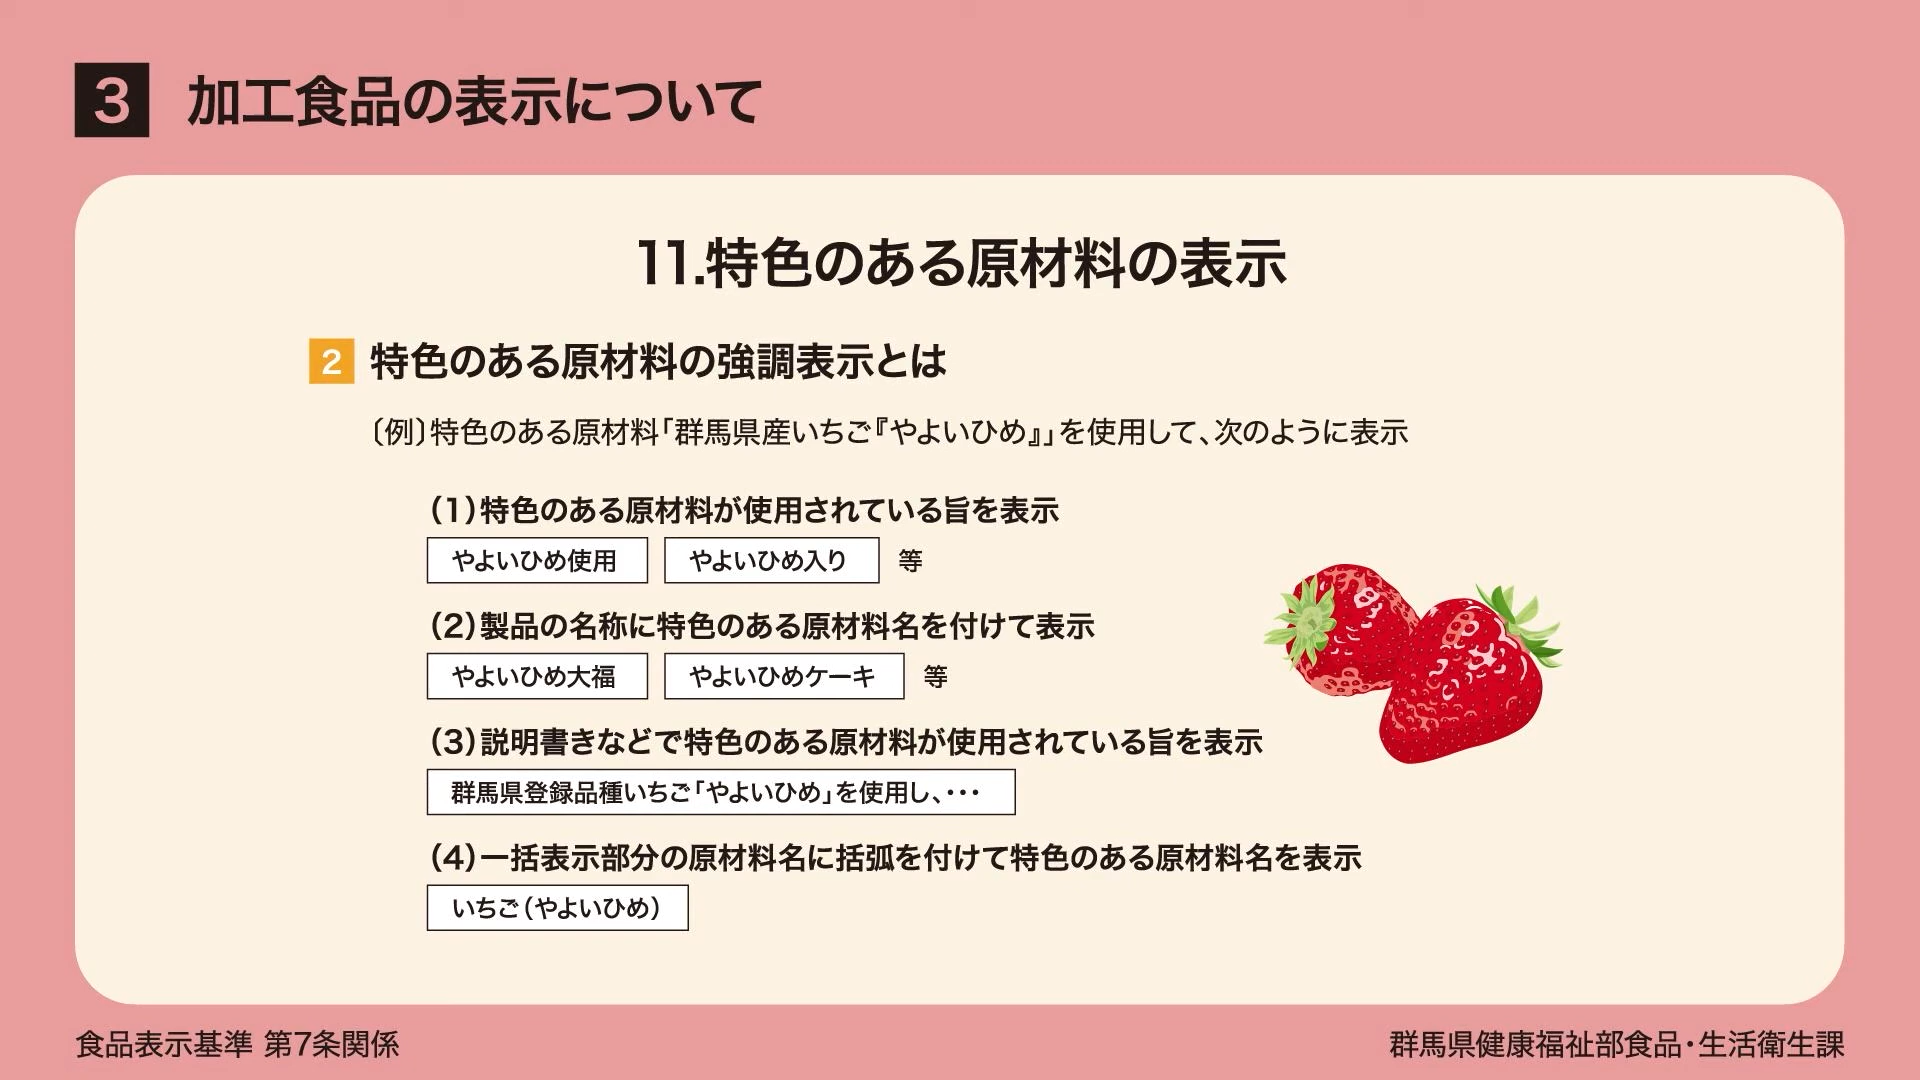 3 加工食品の表示について
11.特色のある原材料の表示
2 特色のある原材料の強調表示とは
〔例〕特色のある原材料「群馬県産いちご『やよいひめ』」を使用して、次のように表示
（1）特色のある原材料が使用されている旨を表示
やよいひめ使用 やよいひめ入り 等
（2）製品の名称に特色のある原材料名を付けて表示
やよいひめ大福 やよいひめケーキ 等
（3）説明書きなどで特色のある原材料が使用されている旨を表示
群馬県登録品種いちご「やよいひめ」を使用し、・・・
（4）一括表示部分の原材料名に括弧を付けて特色のある原材料名を表示
いちご（やよいひめ）
食品表示基準 第7条関係
群馬県健康福祉部食品・生活衛生課